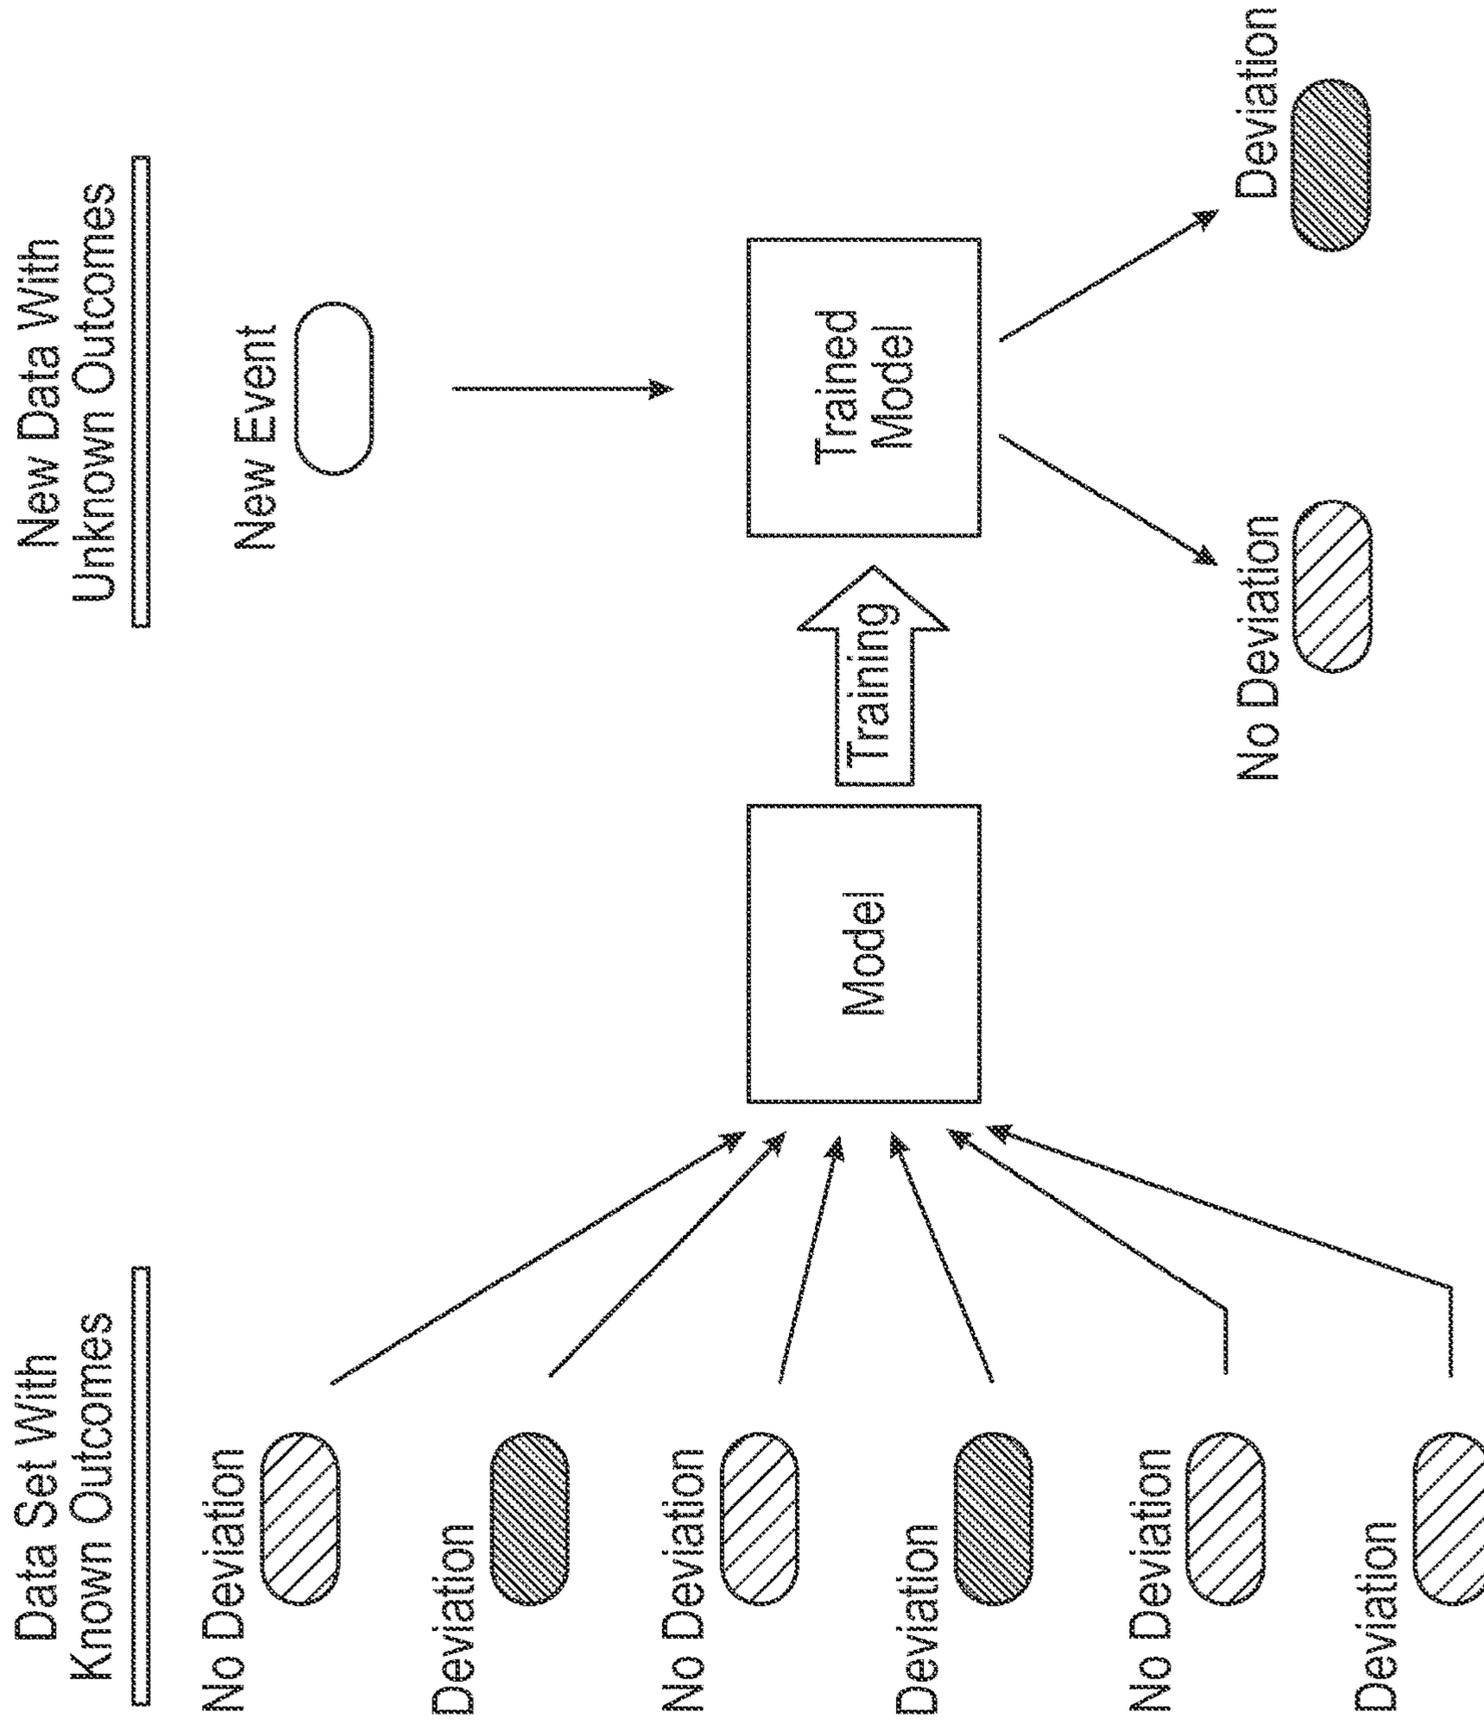 Data Set With
Known Outcomes
No Deviation
Deviation
No Deviation
Deviation
No Deviation
Deviation
Model
Training
New Data With
Unknown Outcomes
New Event
Trained
Model
No Deviation
Deviation